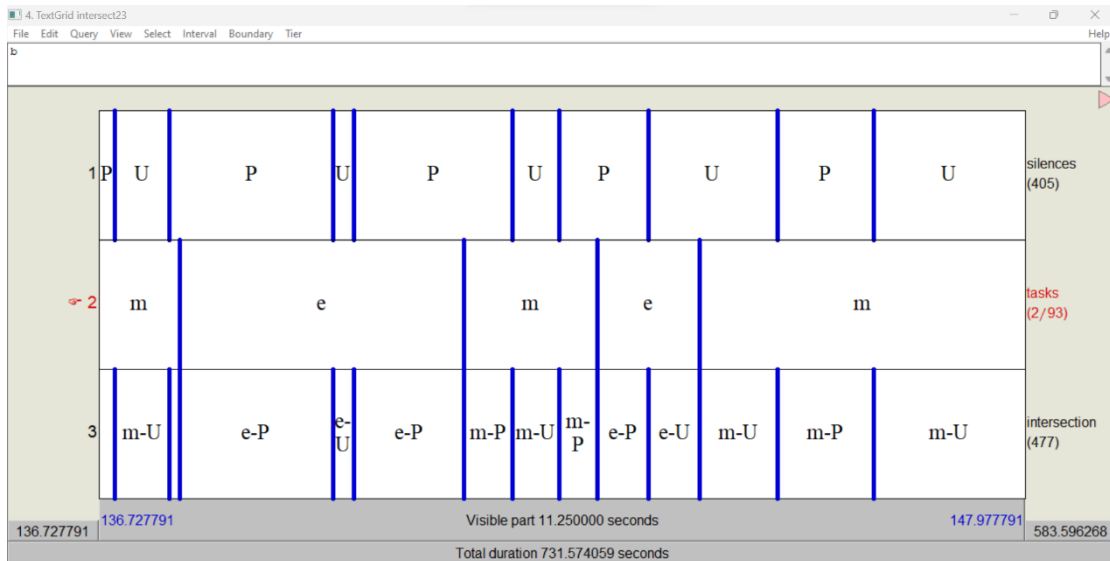 4. TextGrid intersect23
File Edit Query View Select Interval Boundary Tier Help
b
1 P U P U P U P U P U silences
(405)
2 m e m e m tasks
(2/93)
3 m-U e-P e-U e-P m-P m-U m-P e-P e-U m-U m-P m-U intersection
(477)
136.727791 Visible part 11.250000 seconds 147.977791
136.727791 583.596268
Total duration 731.574059 seconds